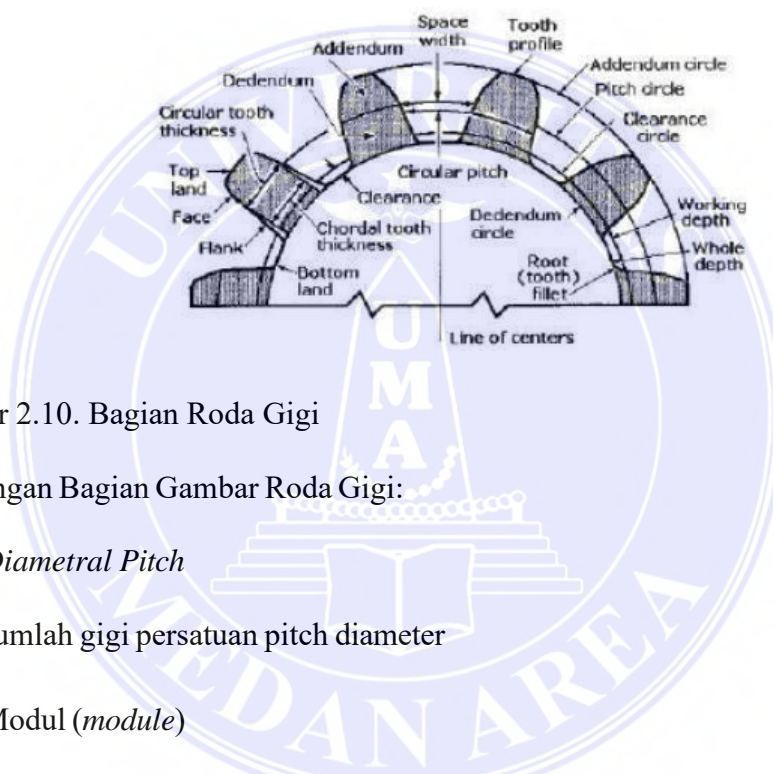 Space
width
Tooth
profile
Addendum
Addendum circle
Dedendum
Pitch circle
Circular tooth
thickness
Clearance
circle
Top
land
Circular pitch
Clearance
Face
Dedendum
circle
Working
depth
Chordal tooth
thickness
Flank
Whole
depth
Root
(tooth)
fillet
Bottom
land
Line of centers
UMA
r 2.10. Bagian Roda Gigi
ngan Bagian Gambar Roda Gigi:
Diametral Pitch
umlah gigi persatuan pitch diameter
Modul (module)
MEDAN AREA